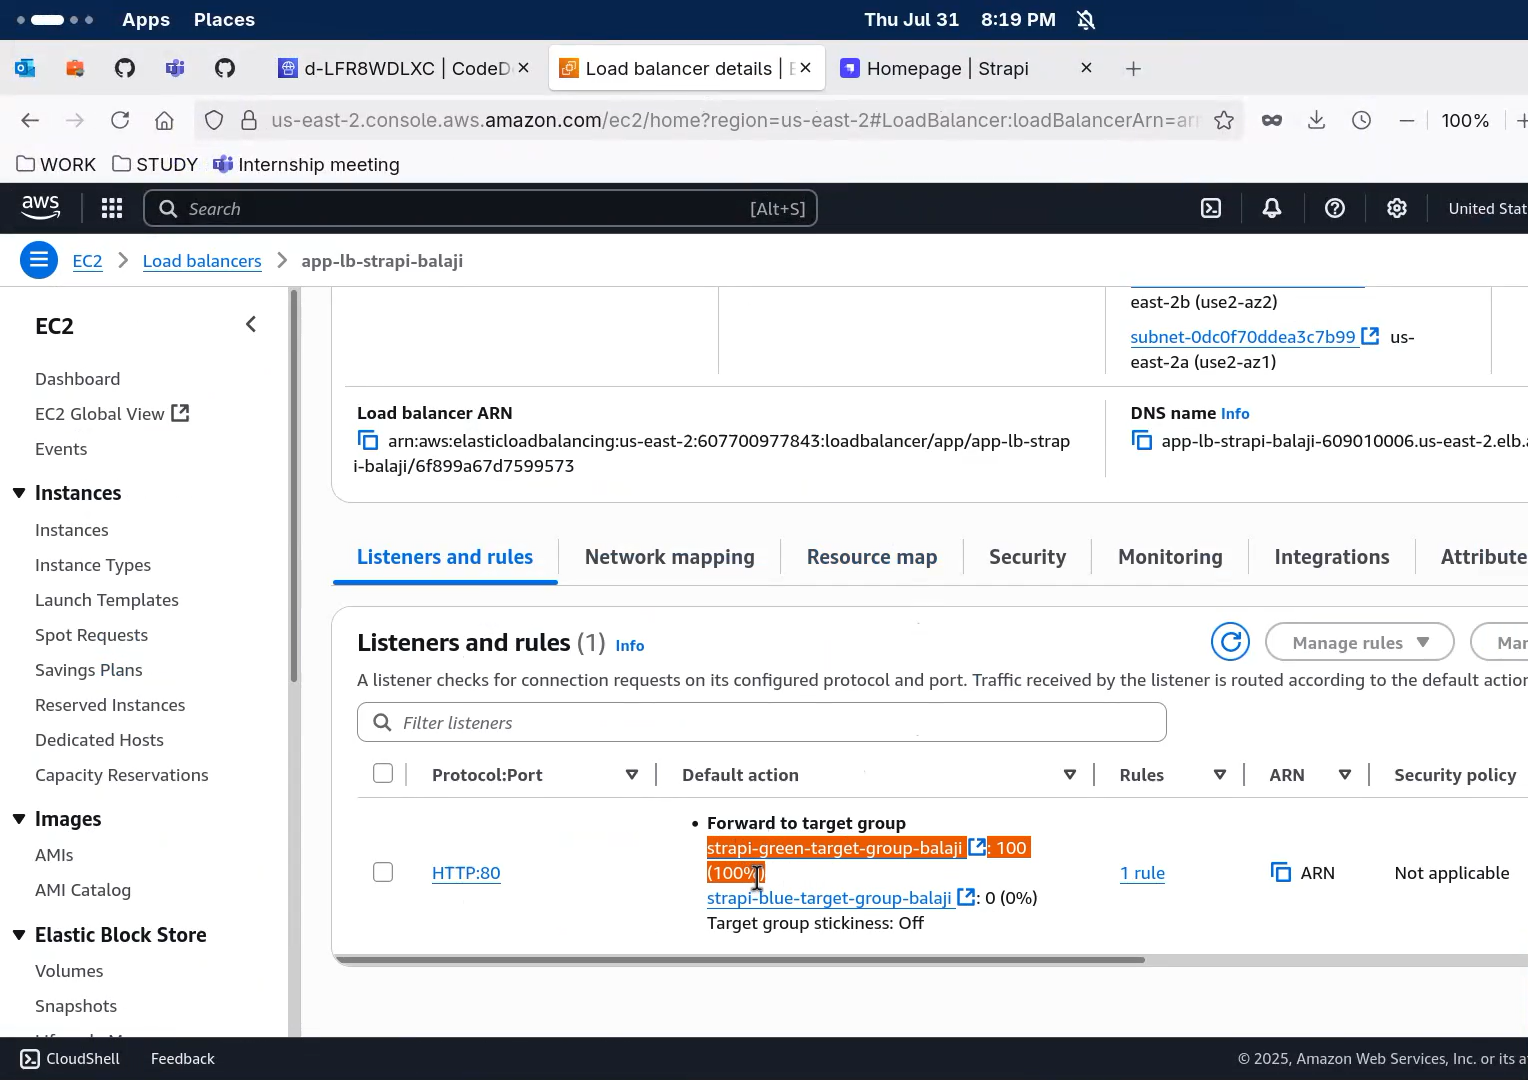 Apps Places Thu Jul 31 8:19 PM
d-LFR8WDLXC | CodeD Load balancer details | E Homepage | Strapi
us-east-2.console.aws.amazon.com/ec2/home?region=us-east-2#LoadBalancer:loadBalancerArn=arn 100%
WORK STUDY Internship meeting
aws Search [Alt+S] United Stat
EC2 Load balancers app-lb-strapi-balaji
EC2
Dashboard
EC2 Global View
Events
Instances
Instances
Instance Types
Launch Templates
Spot Requests
Savings Plans
Reserved Instances
Dedicated Hosts
Capacity Reservations
Images
AMIs
AMI Catalog
Elastic Block Store
Volumes
Snapshots
east-2b (use2-az2)
subnet-0dc0f70ddea3c7b99 us-
east-2a (use2-az1)
Load balancer ARN
arn:aws:elasticloadbalancing:us-east-2:607700977843:loadbalancer/app/app-lb-strap
i-balaji/6f899a67d7599573
DNS name Info
app-lb-strapi-balaji-609010006.us-east-2.elb.a
Listeners and rules Network mapping Resource map Security Monitoring Integrations Attribute
Listeners and rules (1) Info
Manage rules Mar
A listener checks for connection requests on its configured protocol and port. Traffic received by the listener is routed according to the default action
Filter listeners
Protocol:Port Default action Rules ARN Security policy
• Forward to target group
strapi-green-target-group-balaji : 100
(100%)
strapi-blue-target-group-balaji : 0 (0%)
Target group stickiness: Off
HTTP:80 1 rule ARN Not applicable
CloudShell Feedback © 2025, Amazon Web Services, Inc. or its a